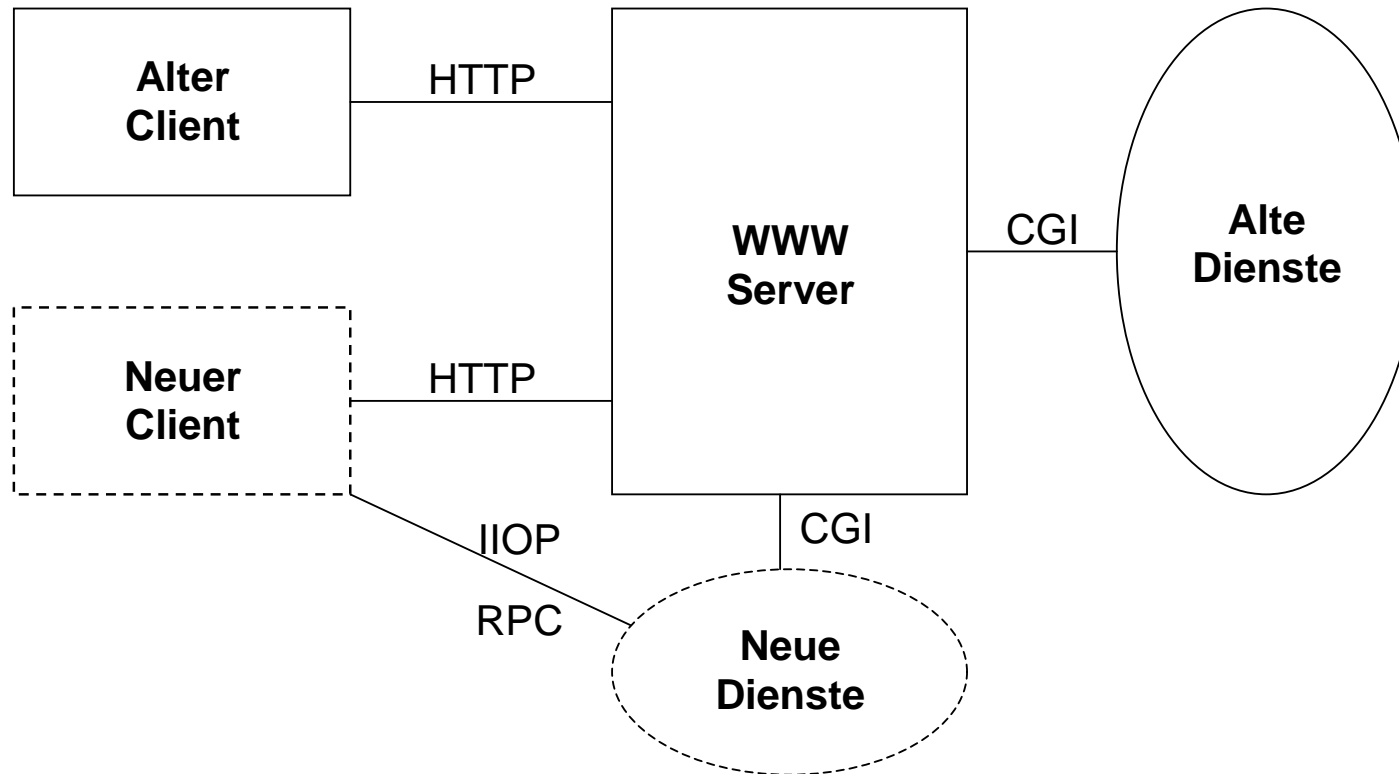 Alter
Client
HTTP
WWW
Server
CGI
Alte
Dienste
Neuer
Client
HTTP
IIOP
RPC
CGI
Neue
Dienste